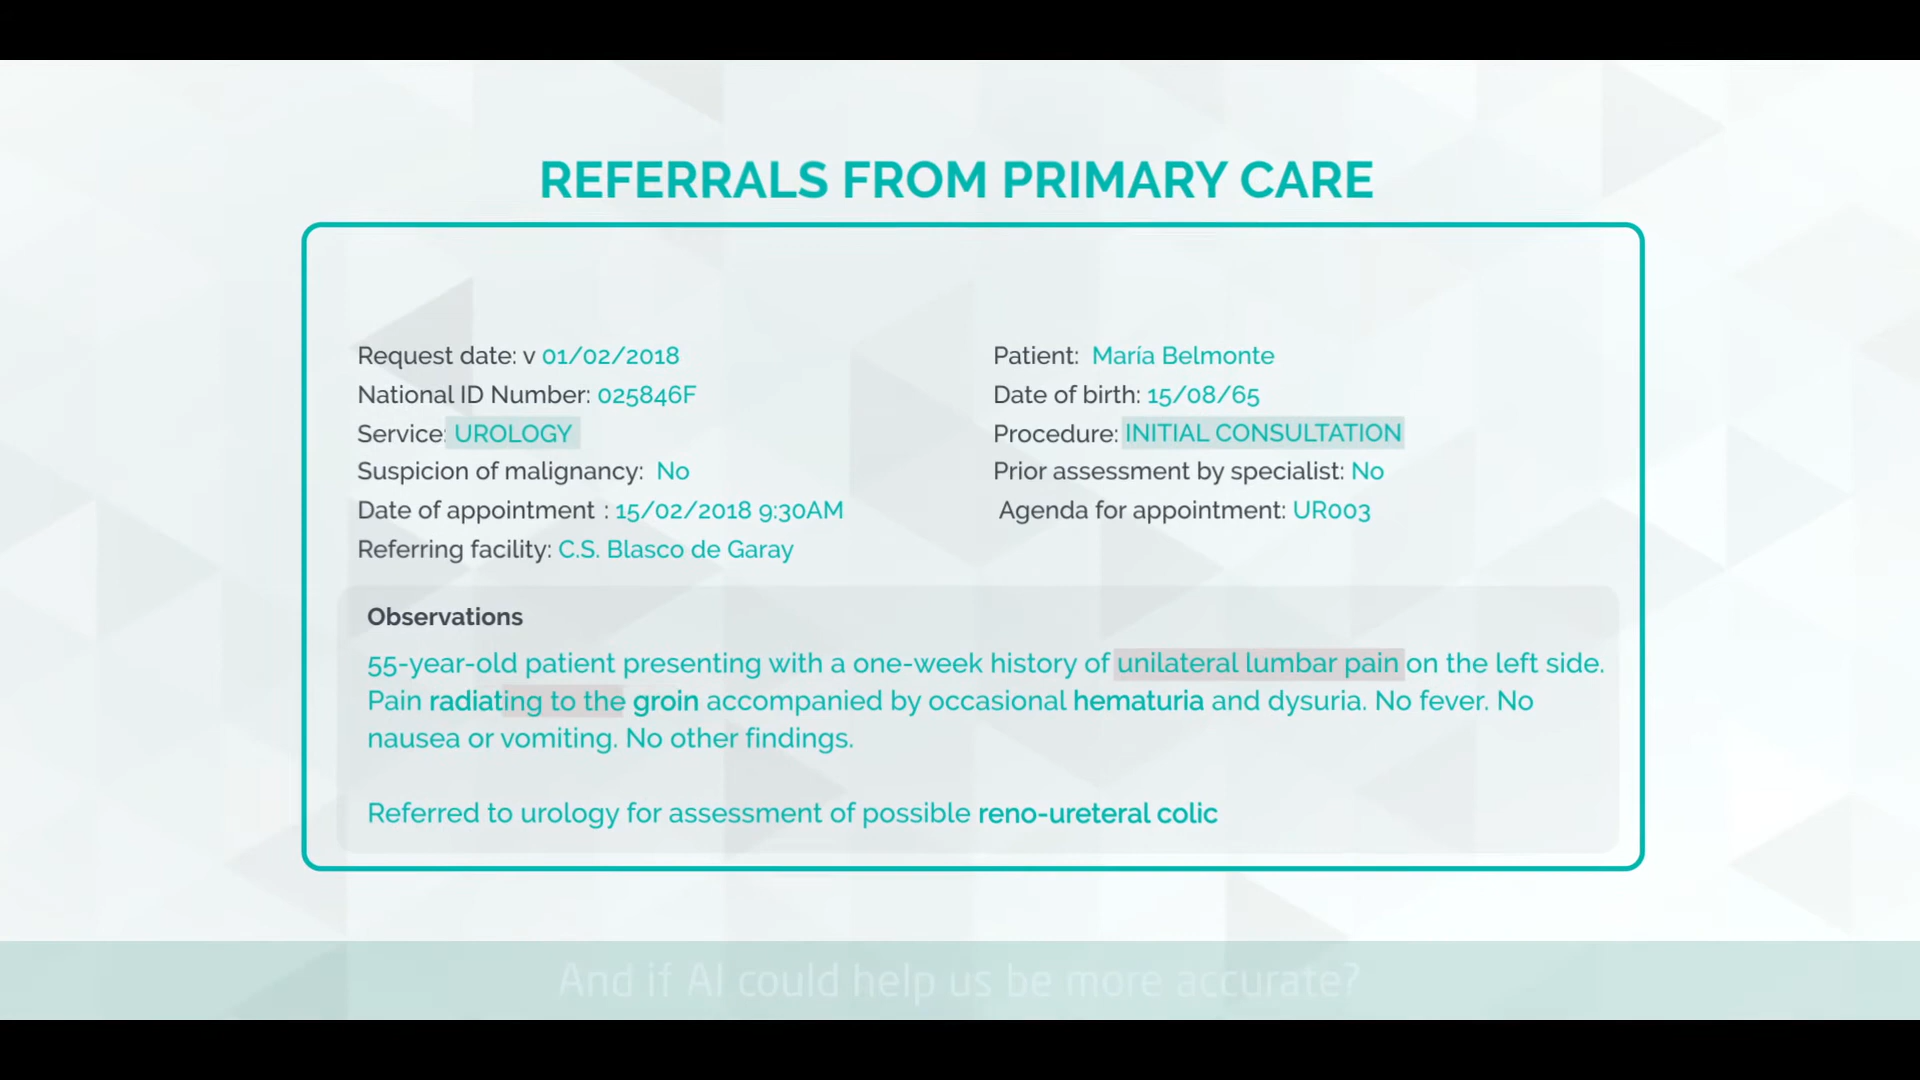 REFERRALS FROM PRIMARY CARE
Request date: v 01/02/2018
Patient: María Belmonte
National ID Number: 025846F
Date of birth: 15/08/65
Service: UROLOGY
Procedure: INITIAL CONSULTATION
Suspicion of malignancy: No
Prior assessment by specialist: No
Date of appointment : 15/02/2018 9:30AM
Agenda for appointment: UR003
Referring facility: C.S. Blasco de Garay
Observations
55-year-old patient presenting with a one-week history of unilateral lumbar pain on the left side.
Pain radiating to the groin accompanied by occasional hematuria and dysuria. No fever. No
nausea or vomiting. No other findings.
Referred to urology for assessment of possible reno-ureteral colic
And if AI could help us be more accurate?